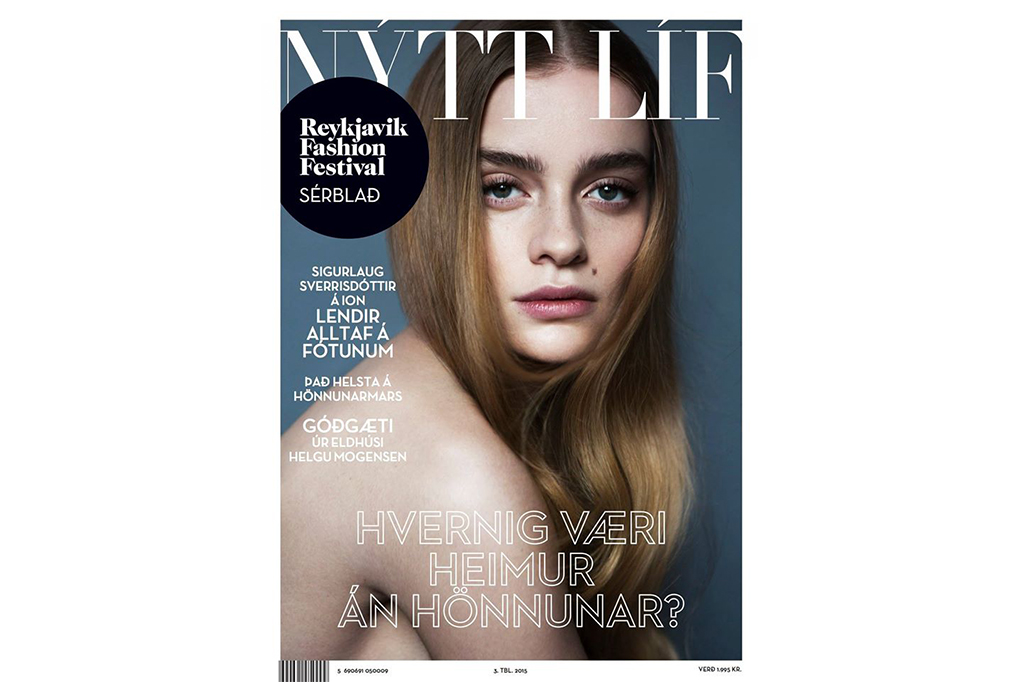 NÝTT LÍF
Reykjavik
Fashion
Festival
SÉRBLAÐ
SIGURLAUG
SVERRISDÓTTIR
Á ION
LENDIR
ALLTAF Á
FÓTUNUM
ÞAÐ HELSTA Á
HÖNNUNARMARS
GÓÐGÆTI
ÚR ELDHÚSI
HELGU MOGENSEN
HVERNIG VÆRI
HEIMUR
ÁN HÖNNUNAR?
5 690691 050009
3. TBL. 2015
VERÐ 1.995 KR.